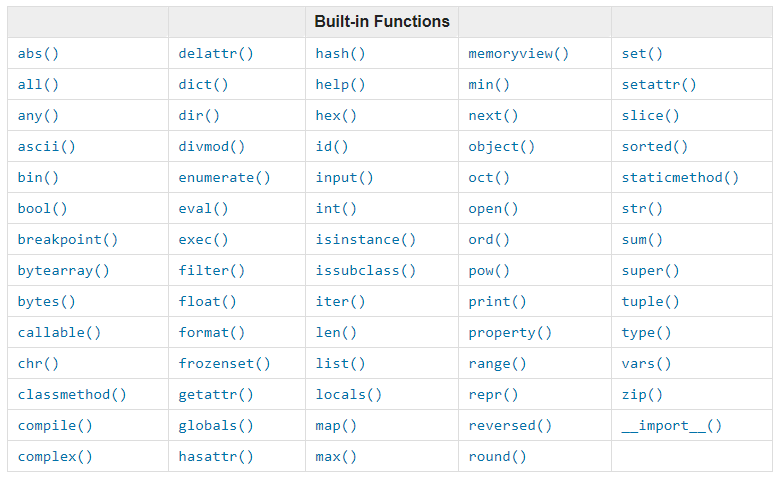 Built-in Functions
abs() delattr() hash() memoryview() set()
all() dict() help() min() setattr()
any() dir() hex() next() slice()
ascii() divmod() id() object() sorted()
bin() enumerate() input() oct() staticmethod()
bool() eval() int() open() str()
breakpoint() exec() isinstance() ord() sum()
bytearray() filter() issubclass() pow() super()
bytes() float() iter() print() tuple()
callable() format() len() property() type()
chr() frozenset() list() range() vars()
classmethod() getattr() locals() repr() zip()
compile() globals() map() reversed() __import__()
complex() hasattr() max() round()